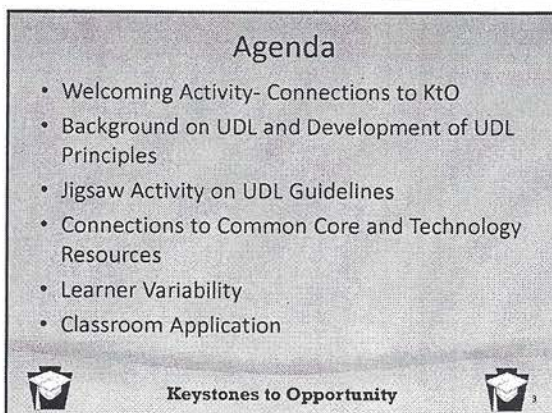 Agenda
• Welcoming Activity- Connections to KtO
• Background on UDL and Development of UDL
Principles
• Jigsaw Activity on UDL Guidelines
• Connections to Common Core and Technology
Resources
• Learner Variability
• Classroom Application
Keystones to Opportunity
3